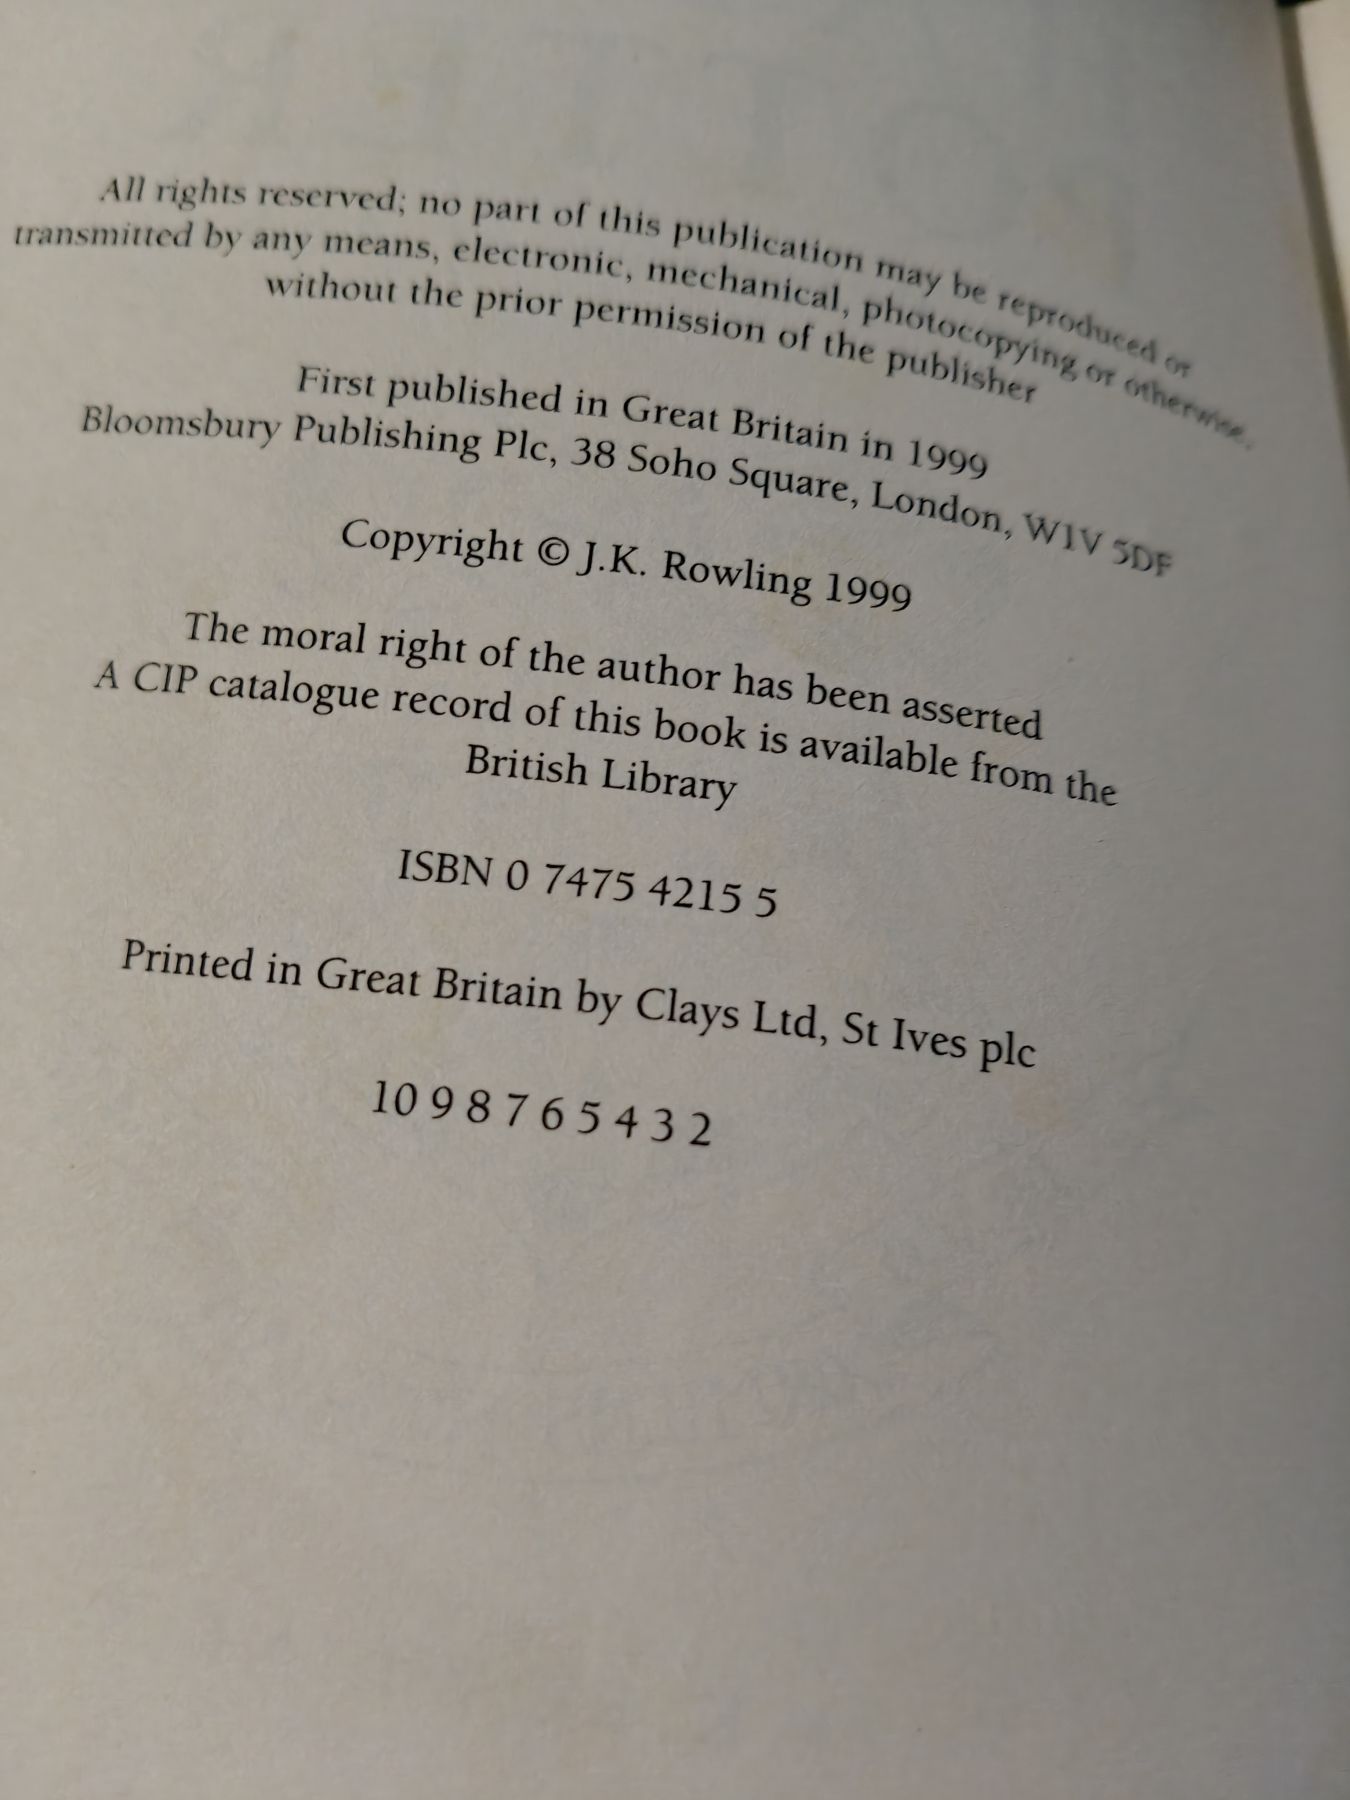 All rights reserved; no part of this publication may be reproduced or
transmitted by any means, electronic, mechanical, photocopying or otherwise,
without the prior permission of the publisher
First published in Great Britain in 1999
Bloomsbury Publishing Plc, 38 Soho Square, London, W1V 5DF
Copyright © J.K. Rowling 1999
The moral right of the author has been asserted
A CIP catalogue record of this book is available from the
British Library
ISBN 0 7475 4215 5
Printed in Great Britain by Clays Ltd, St Ives plc
10 9 8 7 6 5 4 3 2